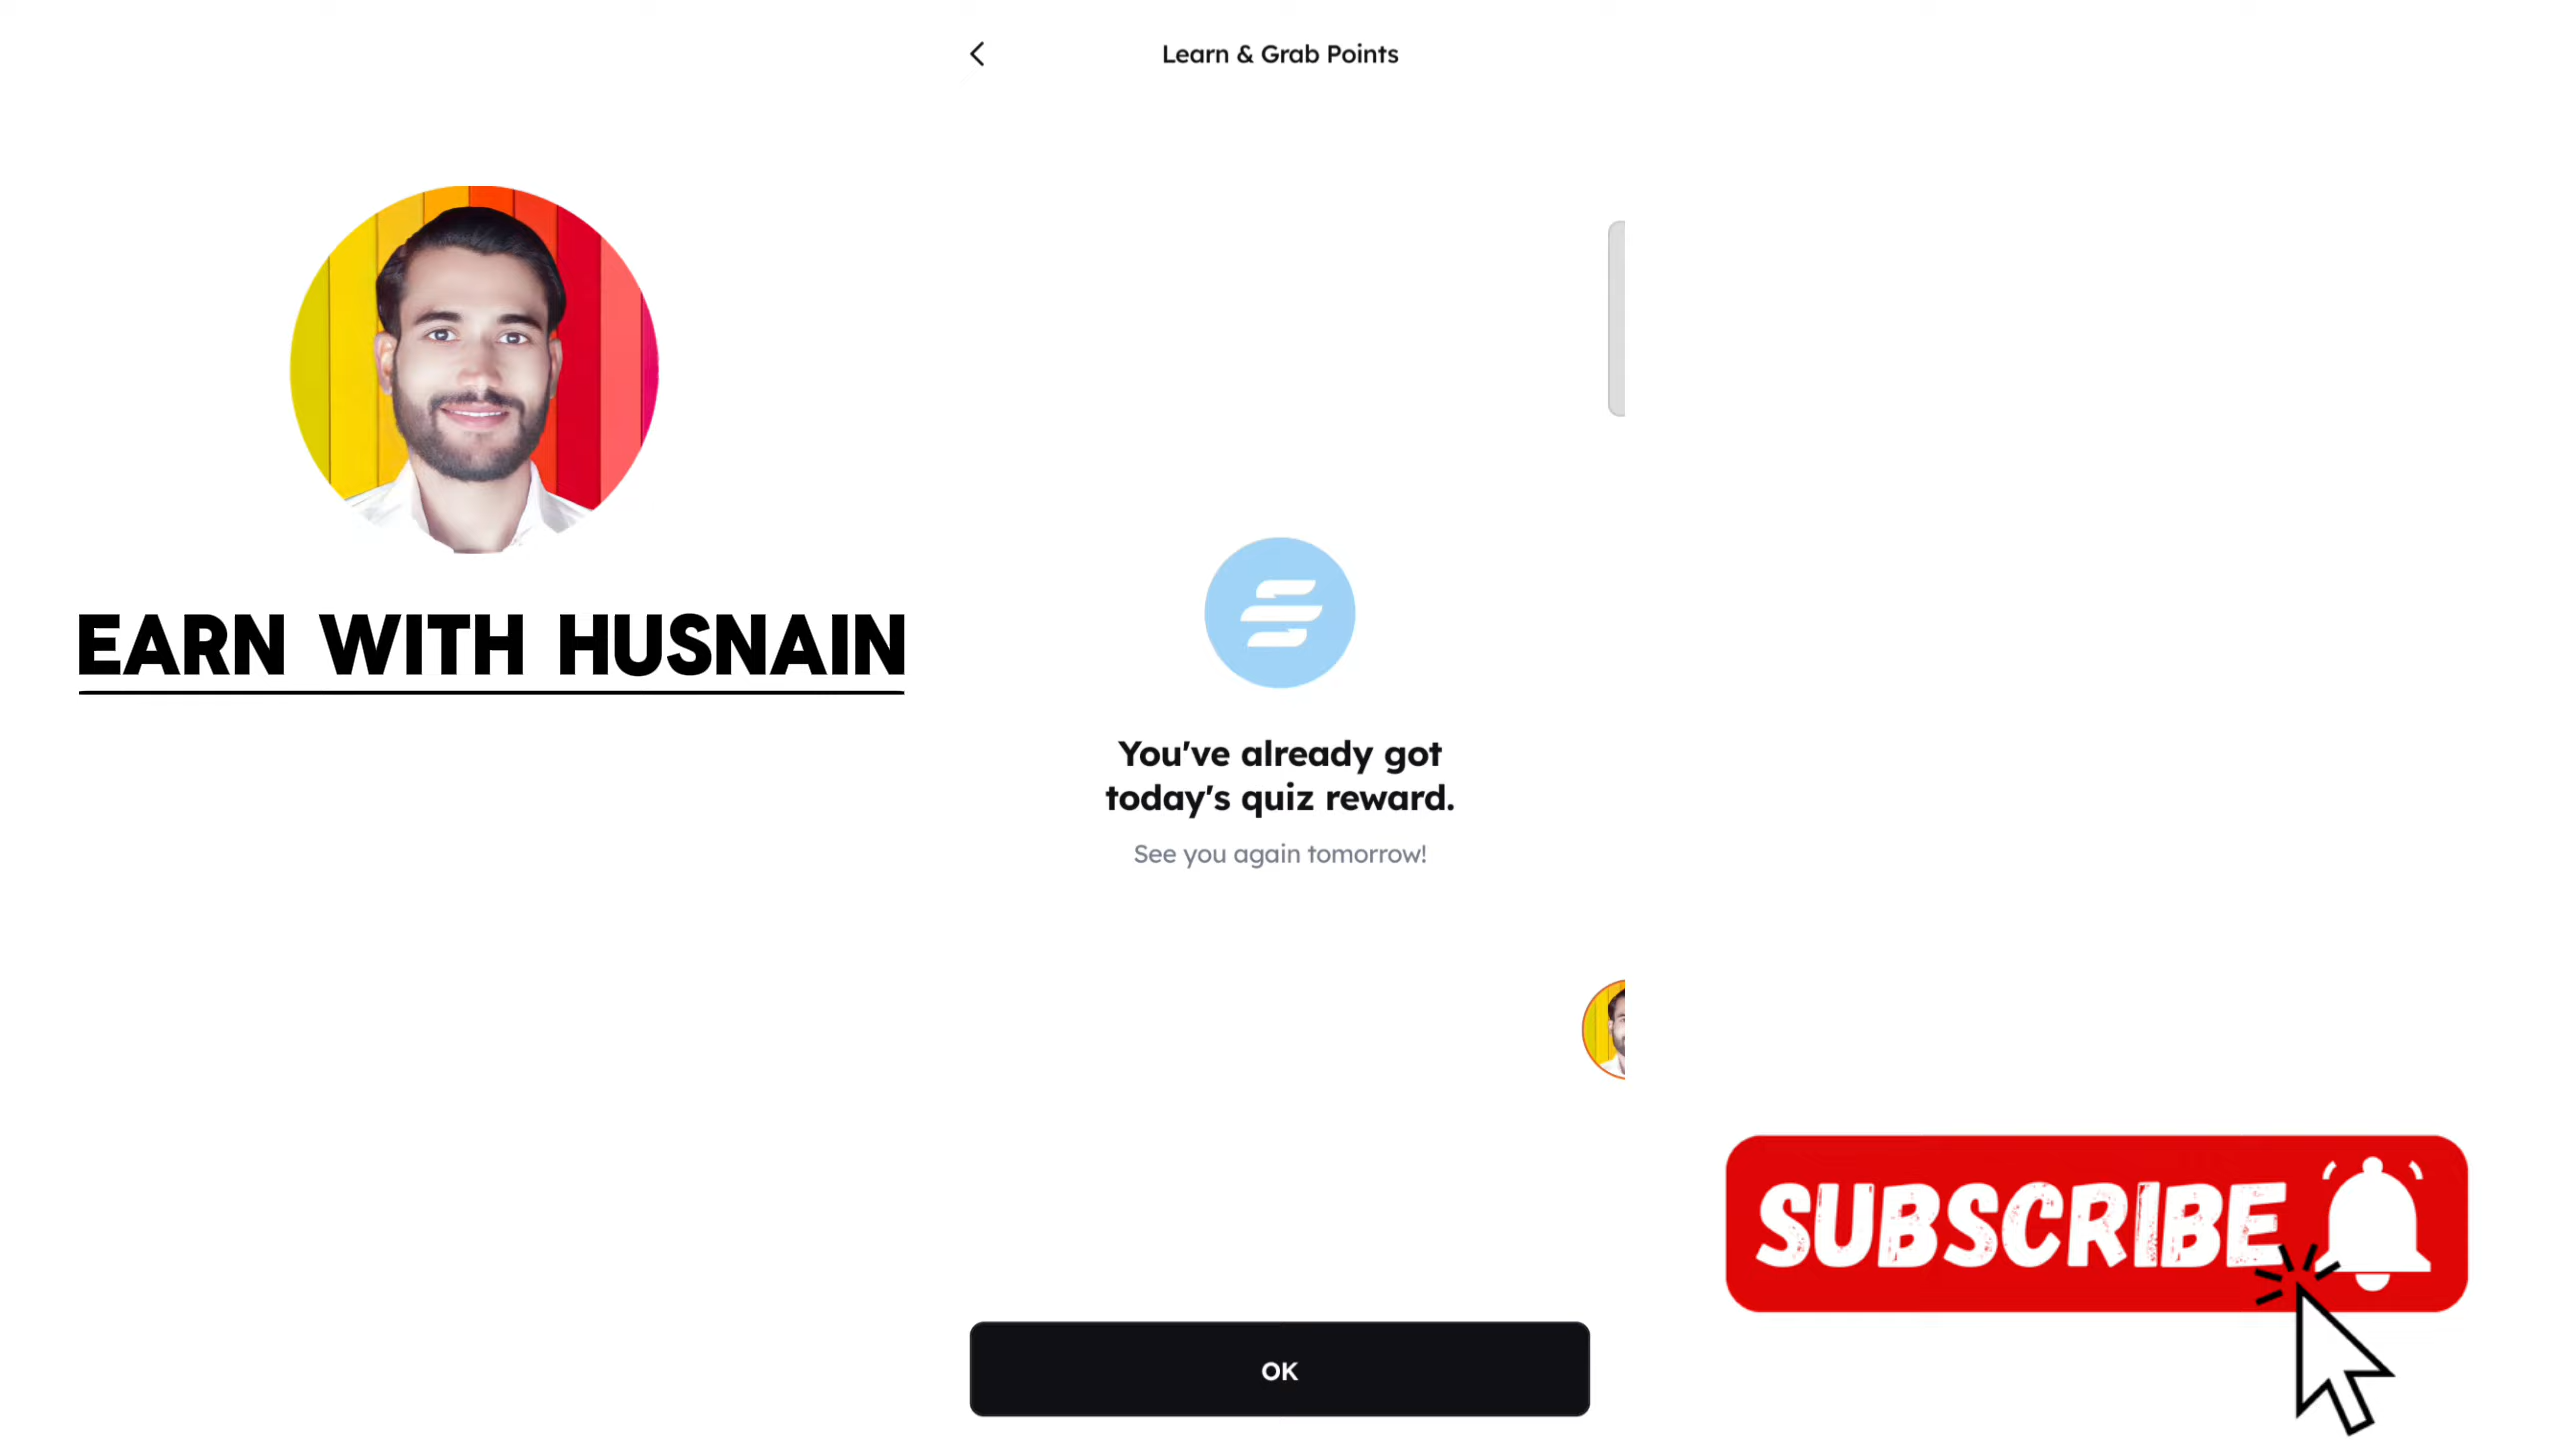 Learn & Grab Points
EARN WITH HUSNAIN
You've already got
today's quiz reward.
See you again tomorrow!
SUBSCRIBE
OK